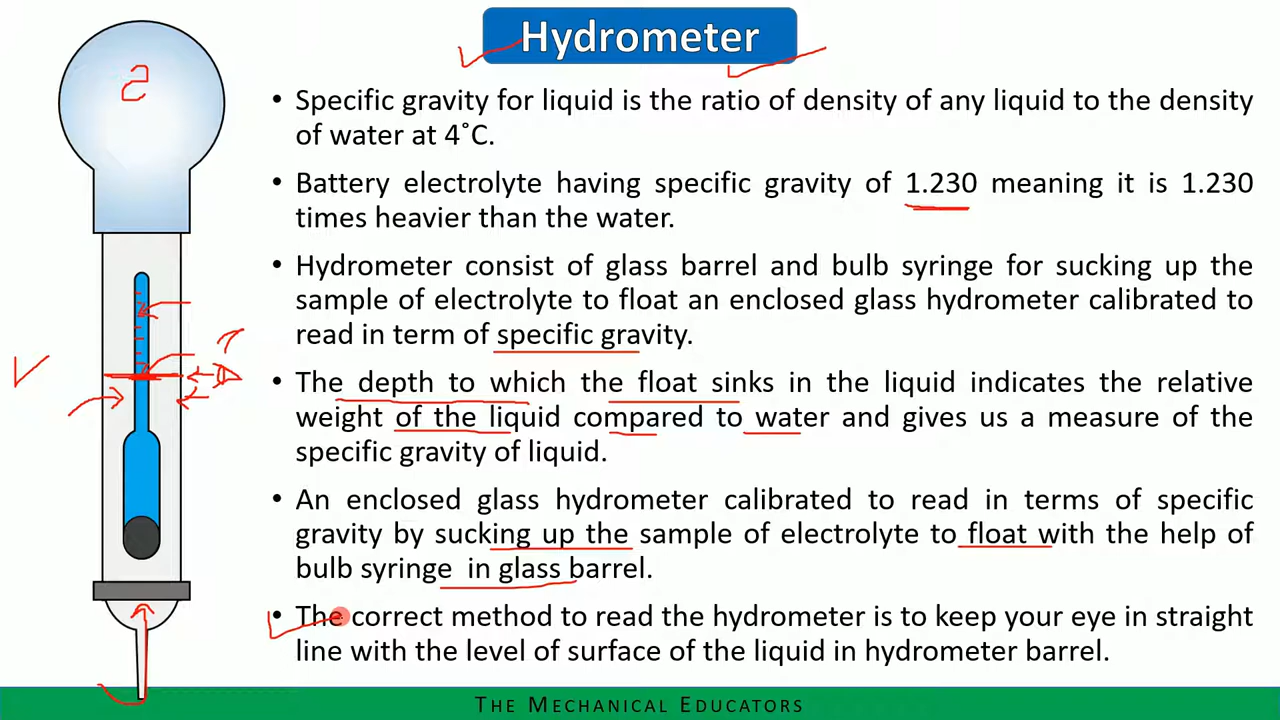 Hydrometer
2
• Specific gravity for liquid is the ratio of density of any liquid to the density
of water at 4˚C.
• Battery electrolyte having specific gravity of 1.230 meaning it is 1.230
times heavier than the water.
• Hydrometer consist of glass barrel and bulb syringe for sucking up the
sample of electrolyte to float an enclosed glass hydrometer calibrated to
read in term of specific gravity.
• The depth to which the float sinks in the liquid indicates the relative
weight of the liquid compared to water and gives us a measure of the
specific gravity of liquid.
• An enclosed glass hydrometer calibrated to read in terms of specific
gravity by sucking up the sample of electrolyte to float with the help of
bulb syringe in glass barrel.
• The correct method to read the hydrometer is to keep your eye in straight
line with the level of surface of the liquid in hydrometer barrel.
THE MECHANICAL EDUCATORS